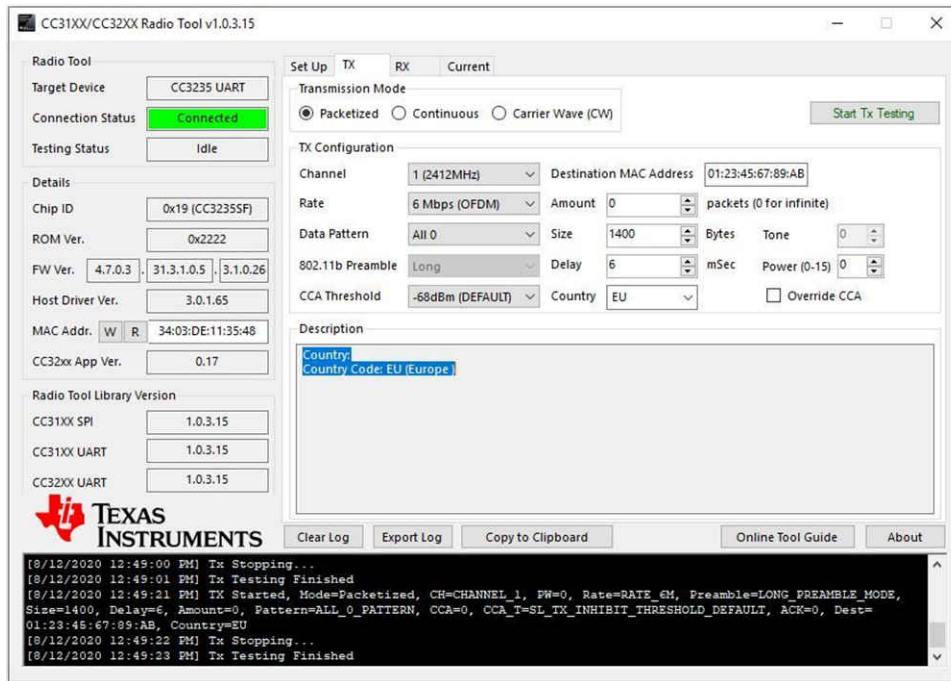 CC31XX/CC32XX Radio Tool v1.0.3.15
Radio Tool
Target Device CC3235 UART
Connection Status Connected
Testing Status Idle
Details
Chip ID 0x19 (CC3235SF)
ROM Ver. 0x2222
FW Ver. 4.7.0.3 . 31.3.1.0.5 . 3.1.0.26
Host Driver Ver. 3.0.1.65
MAC Addr. W R 34:03:DE:11:35:48
CC32xx App Ver. 0.17
Radio Tool Library Version
CC31XX SPI 1.0.3.15
CC31XX UART 1.0.3.15
CC32XX UART 1.0.3.15
TEXAS
INSTRUMENTS
Set Up TX RX Current
Transmission Mode
Packetized Continuous Carrier Wave (CW) Start Tx Testing
TX Configuration
Channel 1 (2412MHz) Destination MAC Address 01:23:45:67:89:AB
Rate 6 Mbps (OFDM) Amount 0 packets (0 for infinite)
Data Pattern All 0 Size 1400 Bytes Tone 0
802.11b Preamble Long Delay 6 mSec Power (0-15) 0
CCA Threshold -68dBm (DEFAULT) Country EU Override CCA
Description
Country:
Country Code: EU (Europe )
Clear Log Export Log Copy to Clipboard Online Tool Guide About
[8/12/2020 12:49:00 PM] Tx Stopping...
[8/12/2020 12:49:01 PM] Tx Testing Finished
[8/12/2020 12:49:21 PM] TX Started, Mode=Packetized, CH=CHANNEL_1, PW=0, Rate=RATE_6M, Preamble=LONG_PREAMBLE_MODE,
Size=1400, Delay=6, Amount=0, Pattern=ALL_0_PATTERN, CCA=0, CCA_T=SL_TX_INHIBIT_THRESHOLD_DEFAULT, ACK=0, Dest=
01:23:45:67:89:AB, Country=EU
[8/12/2020 12:49:22 PM] Tx Stopping...
[8/12/2020 12:49:23 PM] Tx Testing Finished